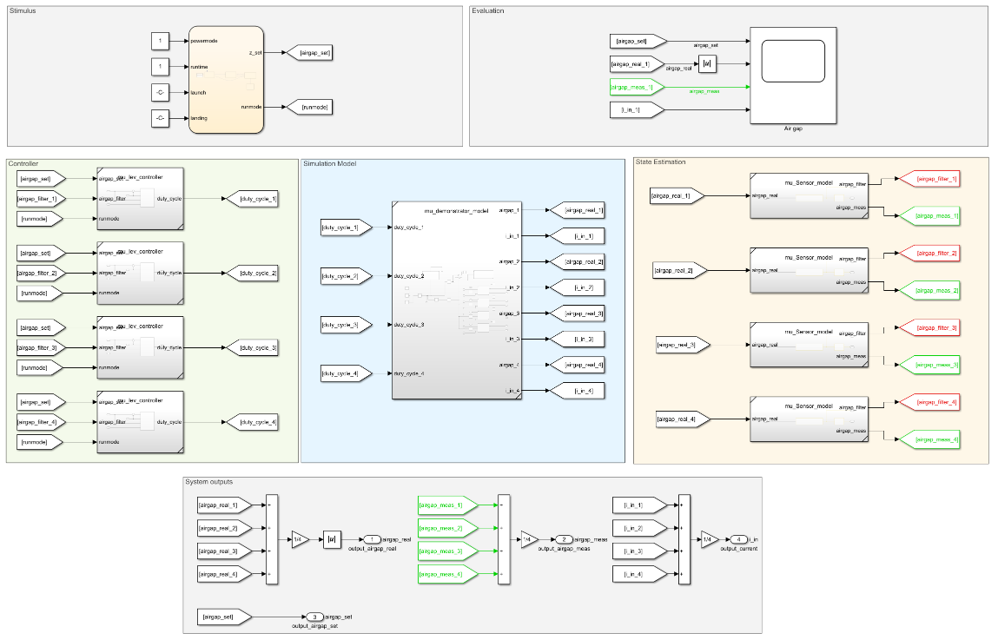 Stimulus
1
powermode
1
runtime
-C-
launch
-C-
landing
z_set
runmode
[airgap_set]
[runmode]
Evaluation
[airgap_set]
airgap_set
[airgap_real_1]
airgap_real
|u|
[airgap_meas_1]
airgap_meas
[i_in_1]
Air gap
Controller
[airgap_set]
[airgap_filter_1]
[runmode]
airgap_set
mu_lev_controller
airgap_filter
runmode
duty_cycle
[duty_cycle_1]
[airgap_set]
[airgap_filter_2]
[runmode]
airgap_set
mu_lev_controller
airgap_filter
runmode
duty_cycle
[duty_cycle_2]
[airgap_set]
[airgap_filter_3]
[runmode]
airgap_set
mu_lev_controller
airgap_filter
runmode
duty_cycle
[duty_cycle_3]
[airgap_set]
[airgap_filter_4]
[runmode]
airgap_set
mu_lev_controller
airgap_filter
runmode
duty_cycle
[duty_cycle_4]
Simulation Model
[duty_cycle_1]
[duty_cycle_2]
[duty_cycle_3]
[duty_cycle_4]
mu_demonstrator_model
duty_cycle_1
duty_cycle_2
duty_cycle_3
duty_cycle_4
airgap_1
i_in_1
airgap_2
i_in_2
airgap_3
i_in_3
airgap_4
i_in_4
[airgap_real_1]
[i_in_1]
[airgap_real_2]
[i_in_2]
[airgap_real_3]
[i_in_3]
[airgap_real_4]
[i_in_4]
State Estimation
[airgap_real_1]
airgap_real
mu_Sensor_model
airgap_filter
airgap_meas
[airgap_filter_1]
[airgap_meas_1]
[airgap_real_2]
airgap_real
mu_Sensor_model
airgap_filter
airgap_meas
[airgap_filter_2]
[airgap_meas_2]
[airgap_real_3]
airgap_real
mu_Sensor_model
airgap_filter
airgap_meas
[airgap_filter_3]
[airgap_meas_3]
[airgap_real_4]
airgap_real
mu_Sensor_model
airgap_filter
airgap_meas
[airgap_filter_4]
[airgap_meas_4]
System outputs
[airgap_real_1]
[airgap_real_2]
[airgap_real_3]
[airgap_real_4]
1/4
|u|
1
airgap_real
output_airgap_real
[airgap_meas_1]
[airgap_meas_2]
[airgap_meas_3]
[airgap_meas_4]
1/4
2
airgap_meas
output_airgap_meas
[i_in_1]
[i_in_2]
[i_in_3]
[i_in_4]
1/4
4
i_in
output_current
[airgap_set]
3
airgap_set
output_airgap_set